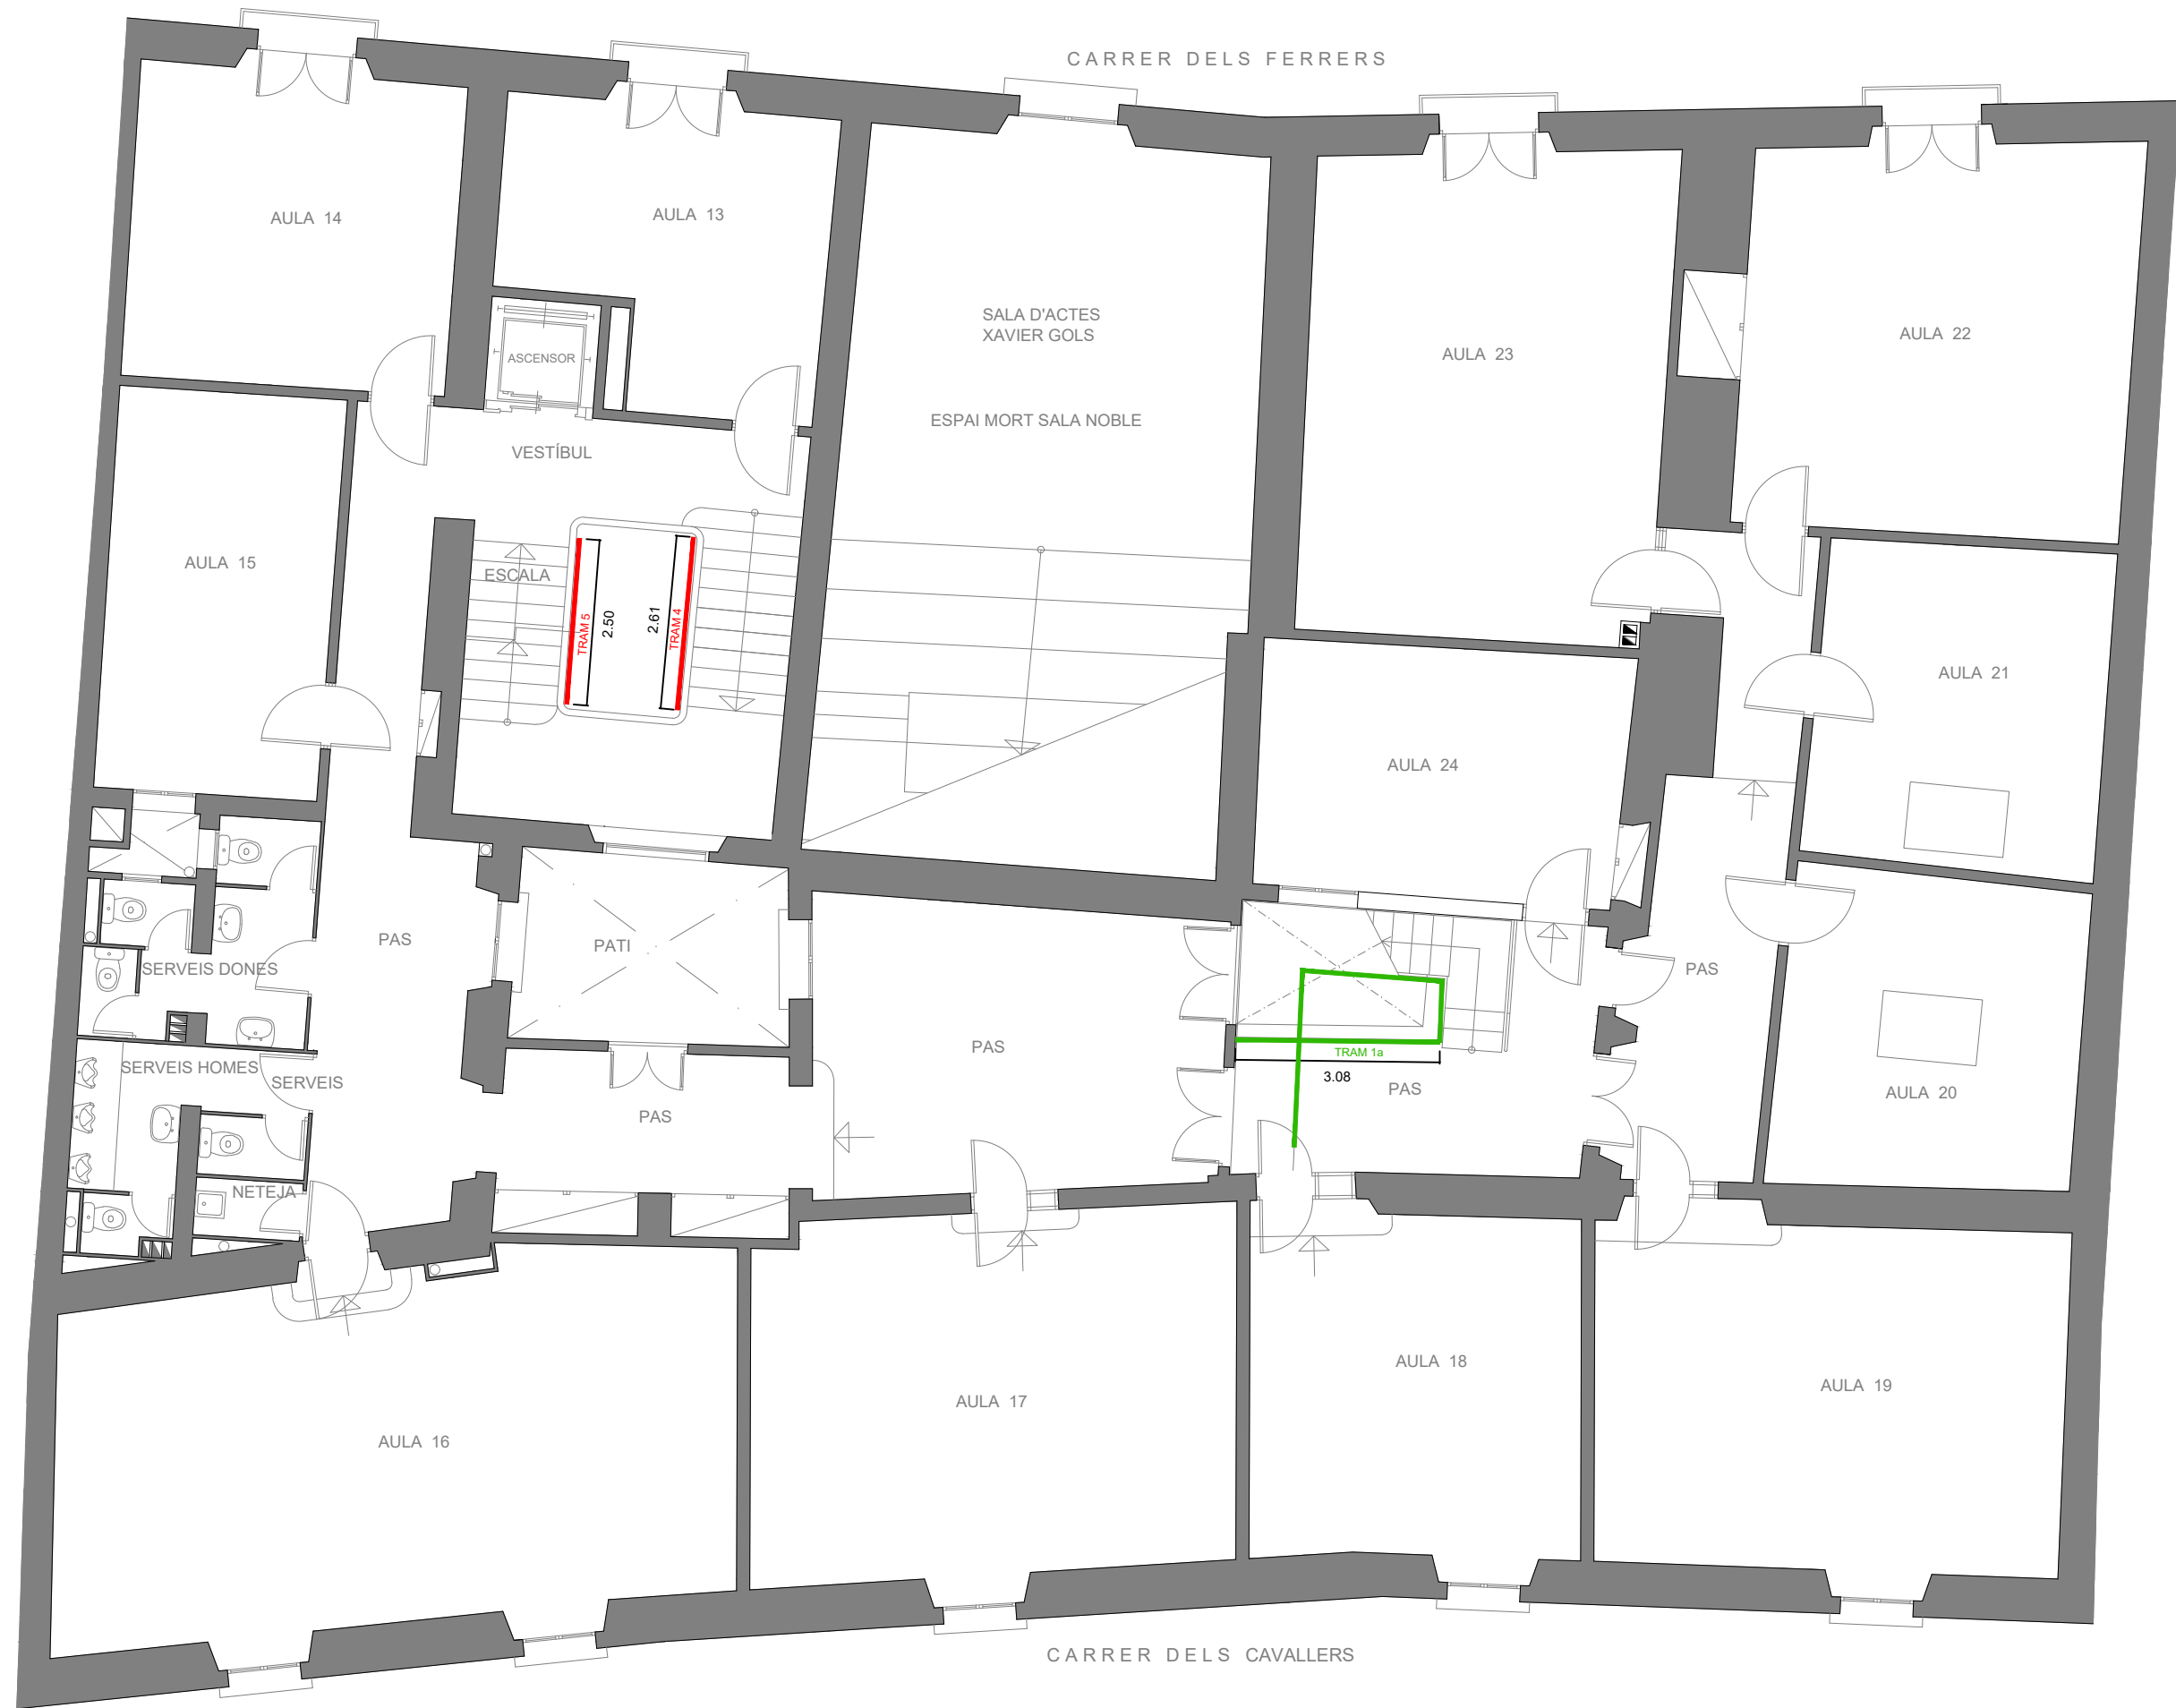 CARRER DELS FERRERS
AULA 14
AULA 13
SALA D'ACTES
XAVIER GOLS
ESPAI MORT SALA NOBLE
AULA 23
AULA 22
ASCENSOR
VESTÍBUL
AULA 15
ESCALA
TRAM 5
2.50
2.61
TRAM 4
AULA 21
AULA 24
PAS
PATI
SERVEIS DONES
PAS
PAS
TRAM 1a
3.08
SERVEIS HOMES
SERVEIS
PAS
PAS
AULA 20
NETEJA
AULA 18
AULA 19
AULA 17
AULA 16
CARRER DELS CAVALLERS